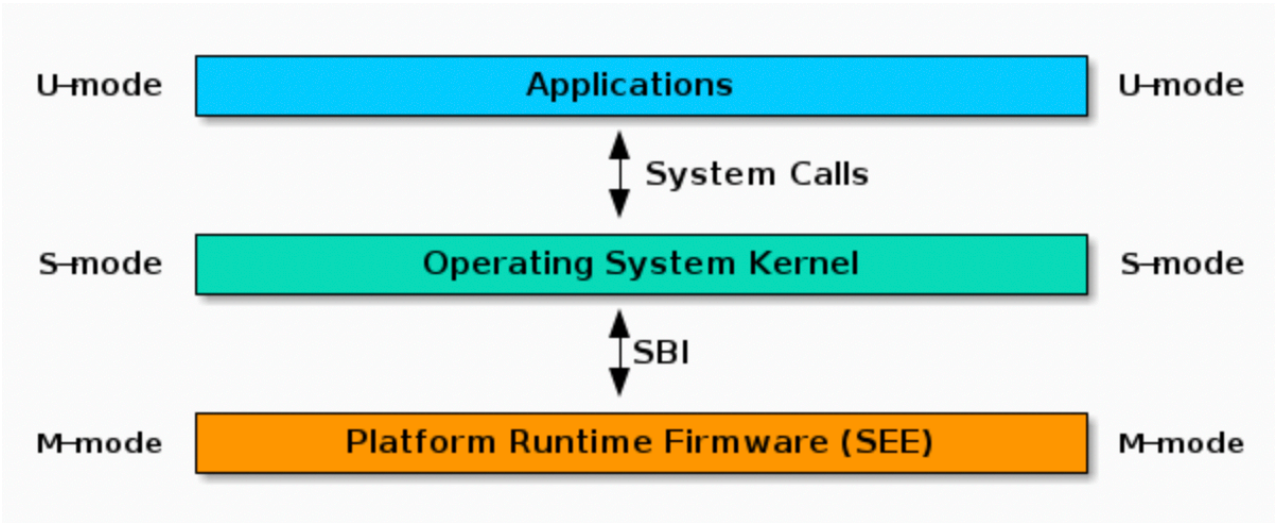 U-mode Applications U-mode
System Calls
S-mode Operating System Kernel S-mode
SBI
M-mode Platform Runtime Firmware (SEE) M-mode